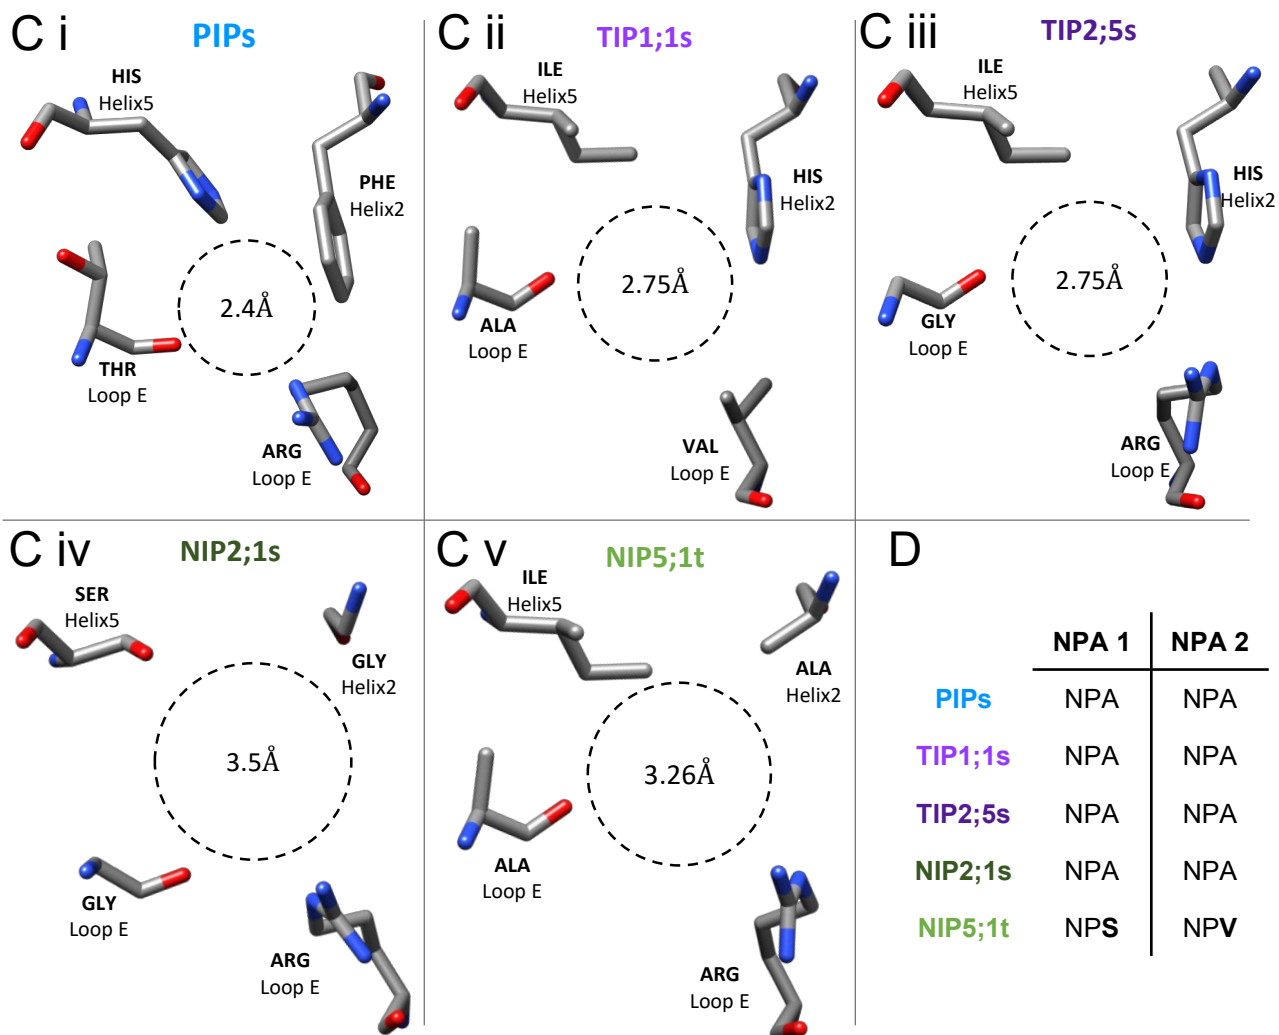 C i
PIPs
HIS
Helix5
PHE
Helix2
2.4Å
THR
Loop E
ARG
Loop E
C ii
TIP1;1s
ILE
Helix5
HIS
Helix2
2.75Å
ALA
Loop E
VAL
Loop E
C iii
TIP2;5s
ILE
Helix5
HIS
Helix2
2.75Å
GLY
Loop E
ARG
Loop E
C iv
NIP2;1s
SER
Helix5
GLY
Helix2
3.5Å
GLY
Loop E
ARG
Loop E
C v
NIP5;1t
ILE
Helix5
ALA
Helix2
3.26Å
ALA
Loop E
ARG
Loop E
D
NPA 1 NPA 2
PIPs NPA NPA
TIP1;1s NPA NPA
TIP2;5s NPA NPA
NIP2;1s NPA NPA
NIP5;1t NPS NPV